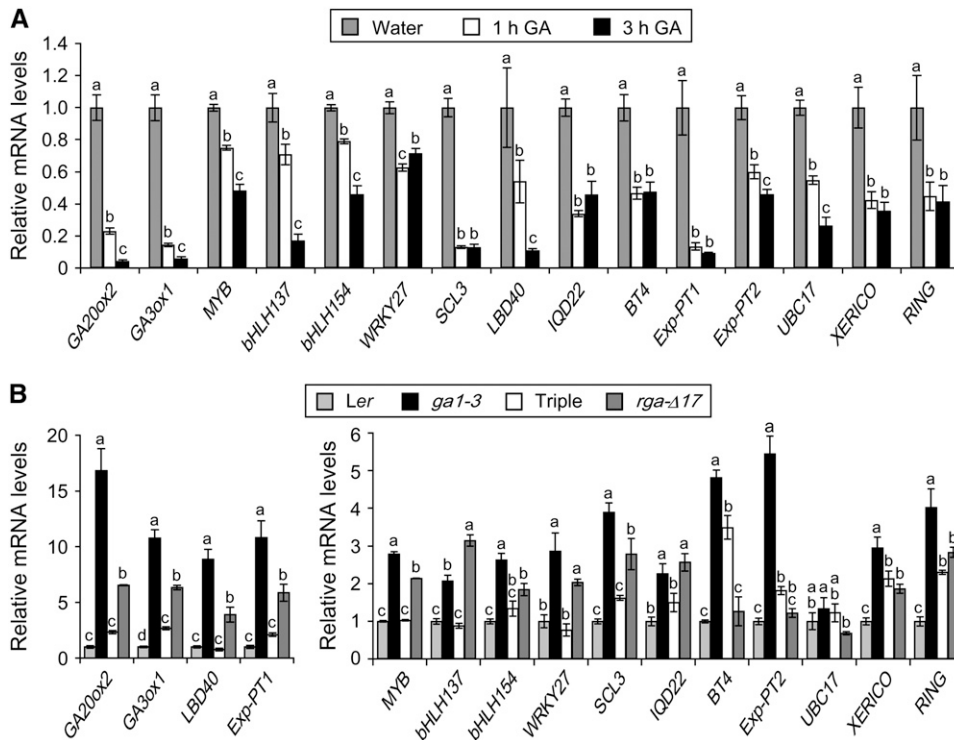 A
Water 1 h GA 3 h GA
Relative mRNA levels
1.4
1.2
1.0
0.8
0.6
0.4
0.2
0
a b c
a b c
a b c
a b c
a b c
a c b
a b b
a b c
a b b
a b b
a b b
a b c
a b c
a b b
a b b
GA20ox2
GA3ox1
MYB
bHLH137
bHLH154
WRKY27
SCL3
LBD40
IQD22
BT4
Exp-PT1
Exp-PT2
UBC17
XERICO
RING
B
Ler ga1-3 Triple rga-Δ17
Relative mRNA levels
20
15
10
5
0
c a c b
d a c b
c a c b
c a c b
GA20ox2
GA3ox1
LBD40
Exp-PT1
Relative mRNA levels
6
5
4
3
2
1
0
c a c b
c b c a
c a b c b
b a b a
c a c b
b a b a
c a b c
c a b b c
a b a a b b
c a b b
c a b b
MYB
bHLH137
bHLH154
WRKY27
SCL3
IQD22
BT4
Exp-PT2
UBC17
XERICO
RING